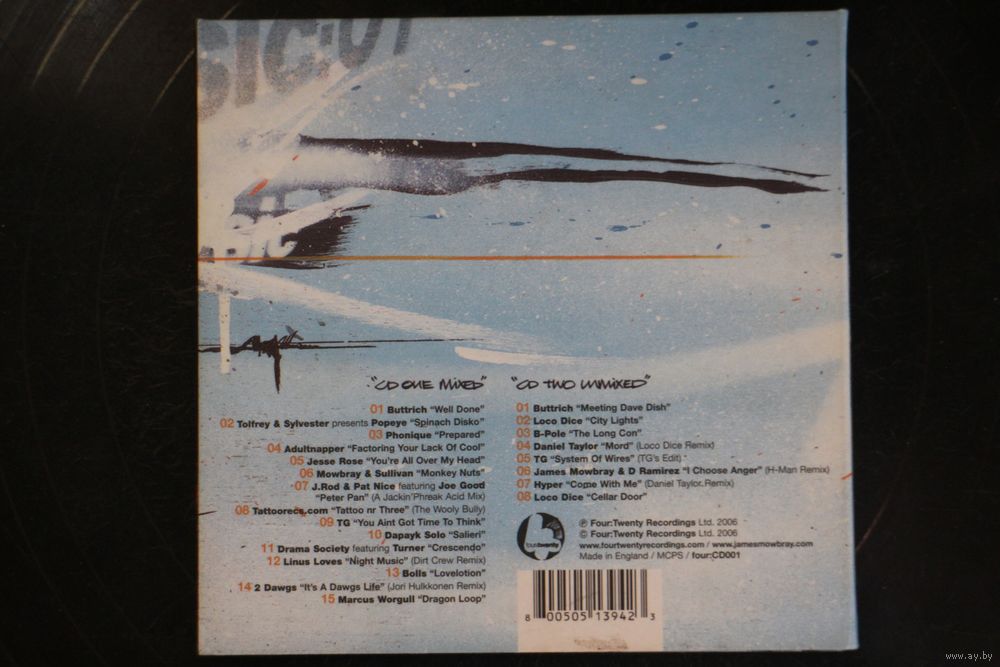 SIC:01
"CD ONE MIXED"
01 Buttrich "Well Done"
02 Tolfrey & Sylvester presents Popeye "Spinach Disko"
03 Phonique "Prepared"
04 Adultnapper "Factoring Your Lack Of Cool"
05 Jesse Rose "You're All Over My Head"
06 Mowbray & Sullivan "Monkey Nuts"
07 J.Rod & Pat Nice featuring Joe Good
"Peter Pan" (A Jackin'Phreak Acid Mix)
08 Tattoorecs.com "Tattoo nr Three" (The Wooly Bully)
09 TG "You Aint Got Time To Think"
10 Dapayk Solo "Salieri"
11 Drama Society featuring Turner "Crescendo"
12 Linus Loves "Night Music" (Dirt Crew Remix)
13 Bolls "Lovelotion"
14 2 Dawgs "It's A Dawgs Life" (Jori Hulkkonen Remix)
15 Marcus Worgull "Dragon Loop"
"CD TWO UNMIXED"
01 Buttrich "Meeting Dave Dish"
02 Loco Dice "City Lights"
03 B-Pole "The Long Con"
04 Daniel Taylor "Mord" (Loco Dice Remix)
05 TG "System Of Wires" (TG's Edit)
06 James Mowbray & D Ramirez "I Choose Anger" (H-Man Remix)
07 Hyper "Come With Me" (Daniel Taylor Remix)
08 Loco Dice "Cellar Door"
fourtwenty
℗ Four:Twenty Recordings Ltd. 2006
© Four:Twenty Recordings Ltd. 2006
www.fourtwentyrecordings.com / www.jamesmowbray.com
Made in England / MCPS / four:CD001
8 00505 13942 3
www.ay.by